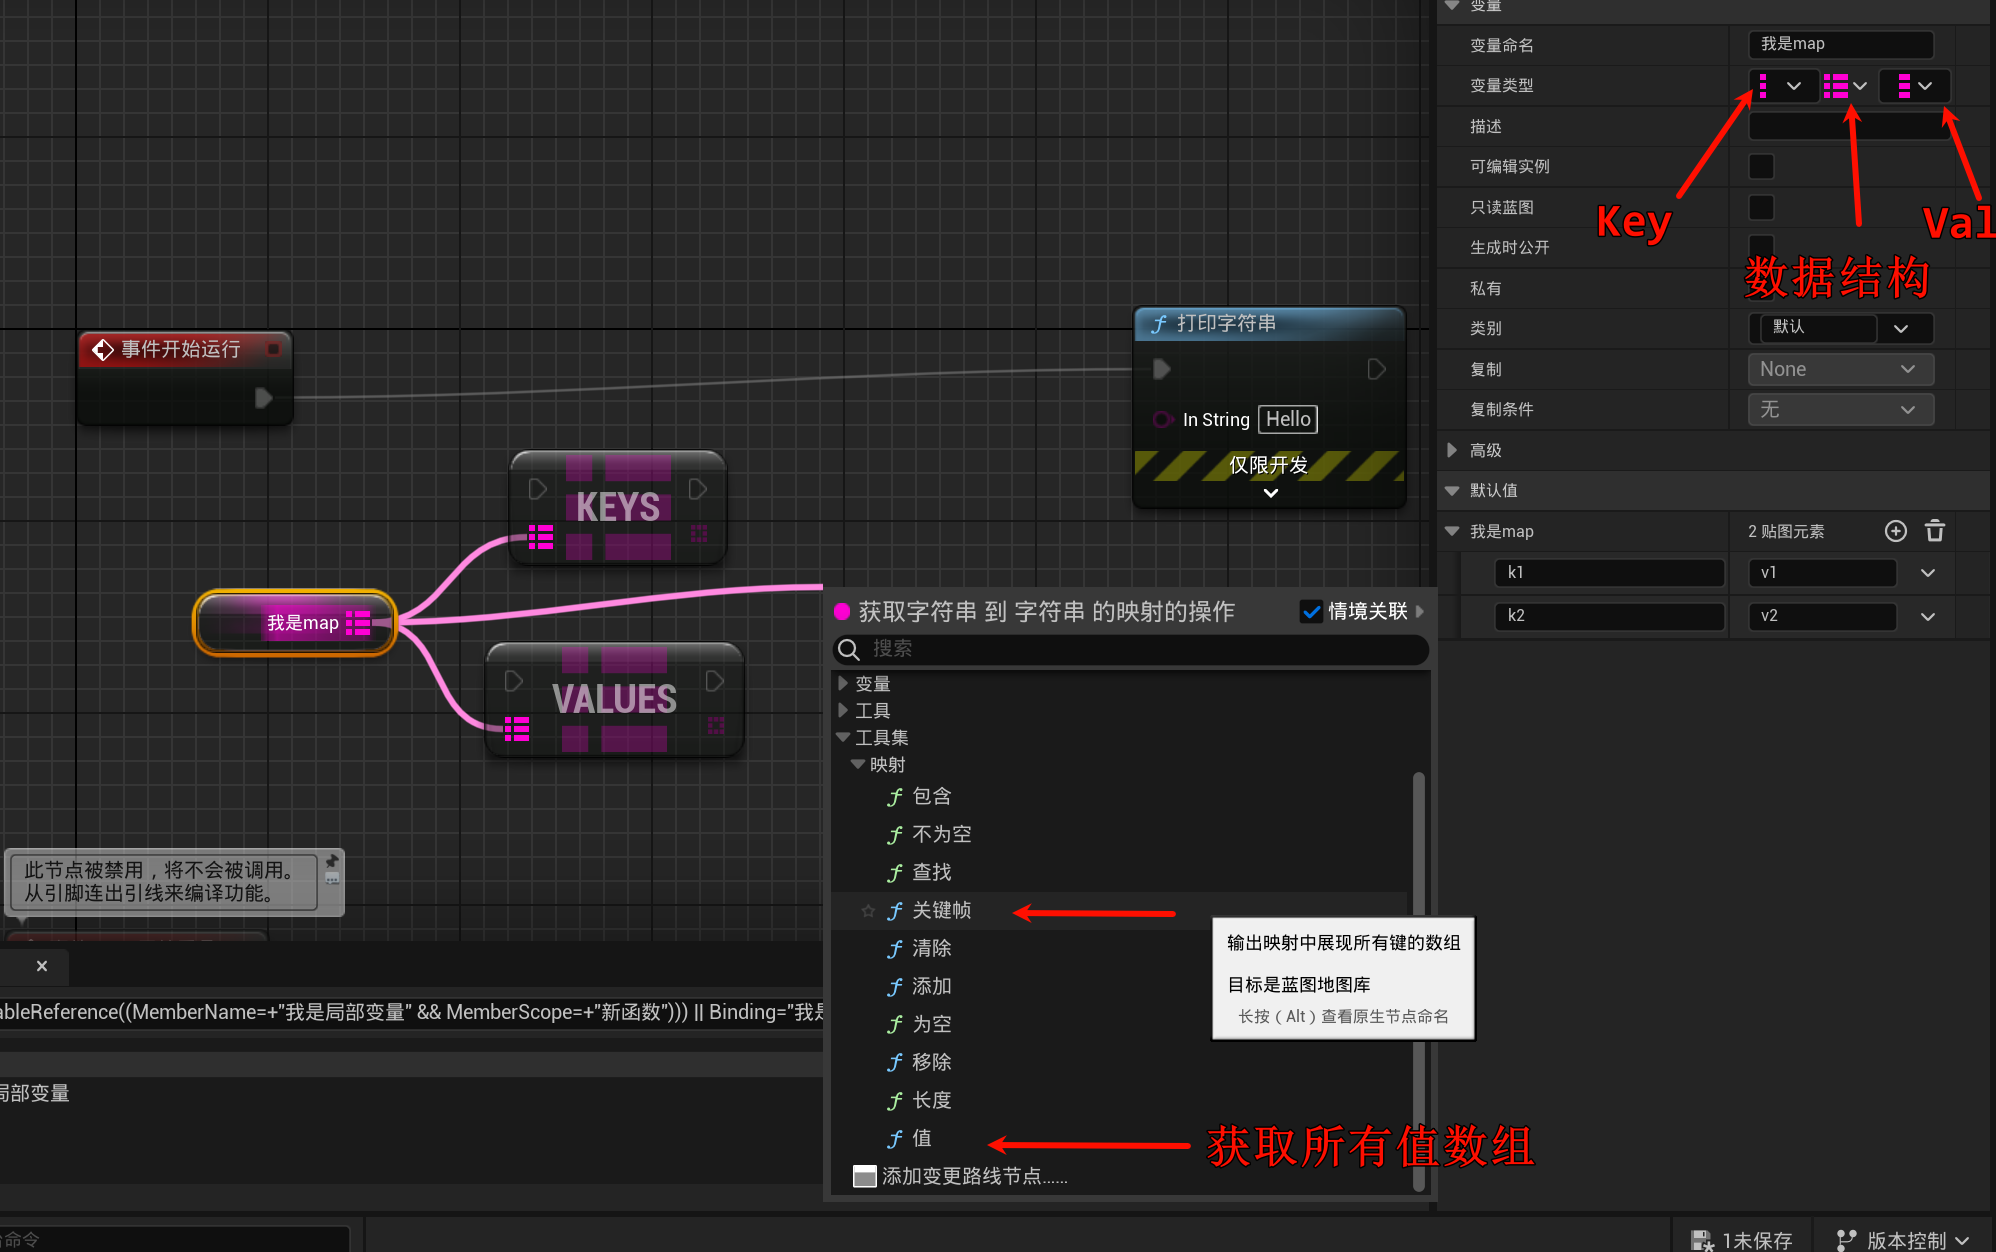 变量
变量命名
我是map
变量类型
描述
可编辑实例
只读蓝图
生成时公开
私有
类别
默认
复制
None
复制条件
无
高级
默认值
我是map
2 贴图元素
k1
v1
k2
v2
Key
Val
数据结构
事件开始运行
打印字符串
In String
Hello
仅限开发
KEYS
我是map
VALUES
此节点被禁用，将不会被调用。
从引脚连出引线来编译功能。
获取字符串 到 字符串 的映射的操作
情境关联
搜索
变量
工具
工具集
映射
包含
不为空
查找
关键帧
清除
添加
为空
移除
长度
值
添加变更路线节点......
输出映射中展现所有键的数组
目标是蓝图地图库
长按（Alt）查看原生节点命名
获取所有值数组
ableReference((MemberName=+"我是局部变量" && MemberScope=+"新函数"))) || Binding="我是
局部变量
命令
1未保存
版本控制